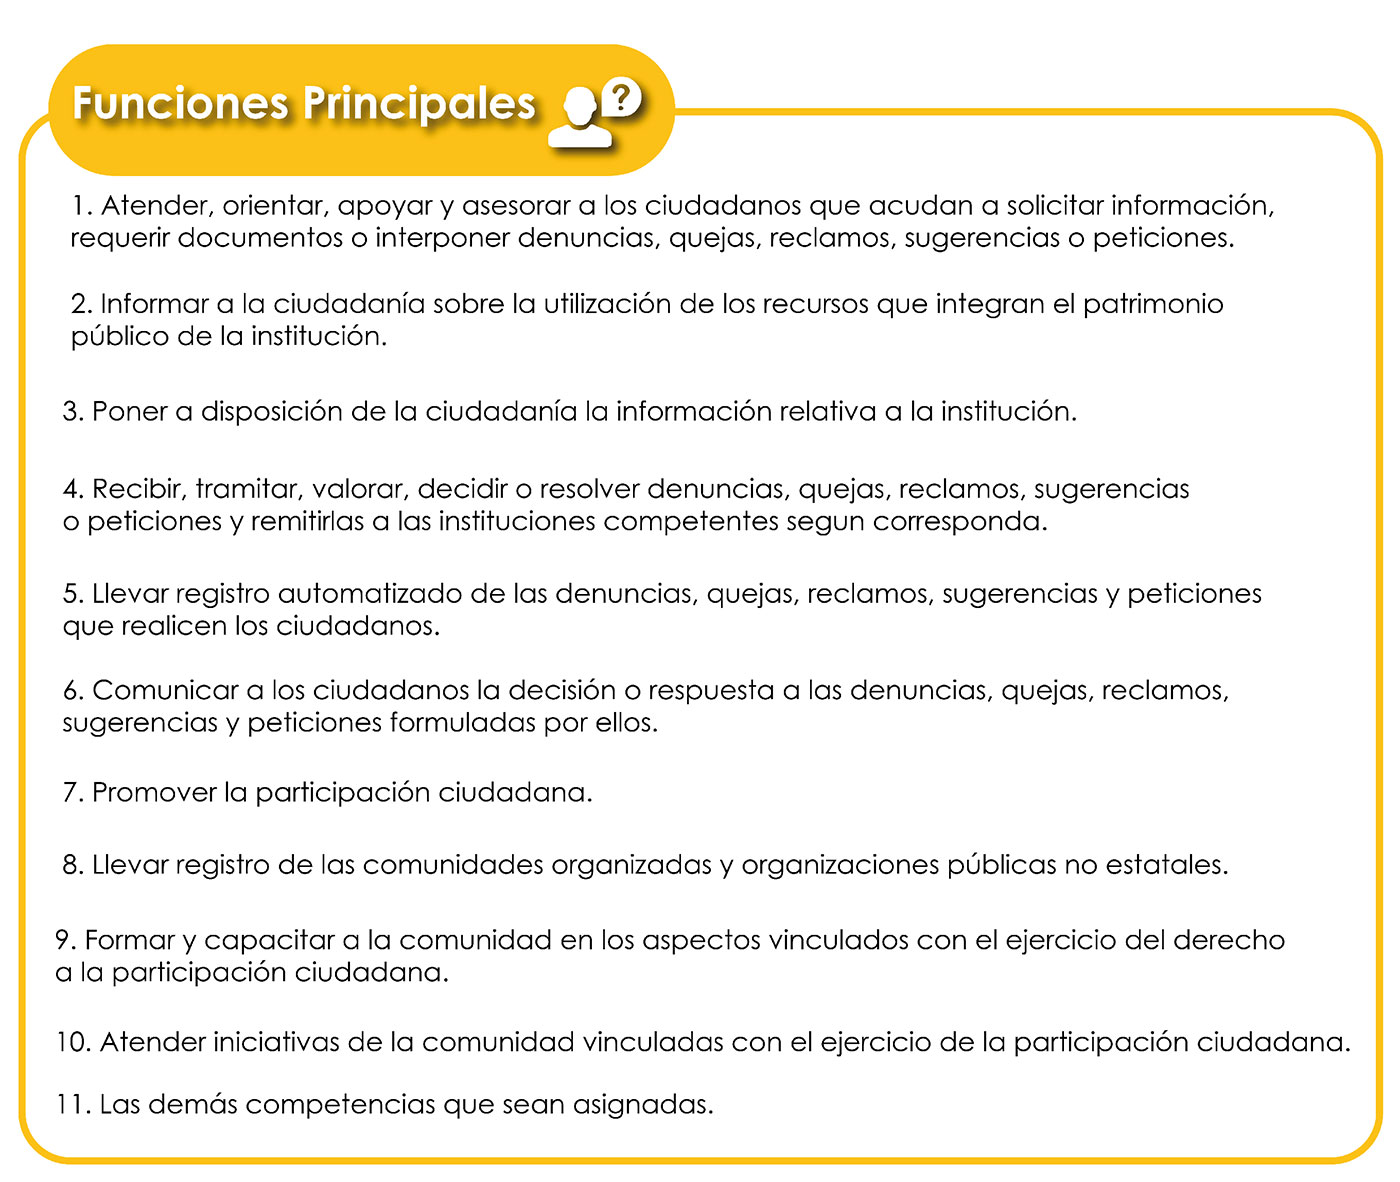 Funciones Principales ?
1. Atender, orientar, apoyar y asesorar a los ciudadanos que acudan a solicitar información,
requerir documentos o interponer denuncias, quejas, reclamos, sugerencias o peticiones.
2. Informar a la ciudadanía sobre la utilización de los recursos que integran el patrimonio
público de la institución.
3. Poner a disposición de la ciudadanía la información relativa a la institución.
4. Recibir, tramitar, valorar, decidir o resolver denuncias, quejas, reclamos, sugerencias
o peticiones y remitirlas a las instituciones competentes segun corresponda.
5. Llevar registro automatizado de las denuncias, quejas, reclamos, sugerencias y peticiones
que realicen los ciudadanos.
6. Comunicar a los ciudadanos la decisión o respuesta a las denuncias, quejas, reclamos,
sugerencias y peticiones formuladas por ellos.
7. Promover la participación ciudadana.
8. Llevar registro de las comunidades organizadas y organizaciones públicas no estatales.
9. Formar y capacitar a la comunidad en los aspectos vinculados con el ejercicio del derecho
a la participación ciudadana.
10. Atender iniciativas de la comunidad vinculadas con el ejercicio de la participación ciudadana.
11. Las demás competencias que sean asignadas.